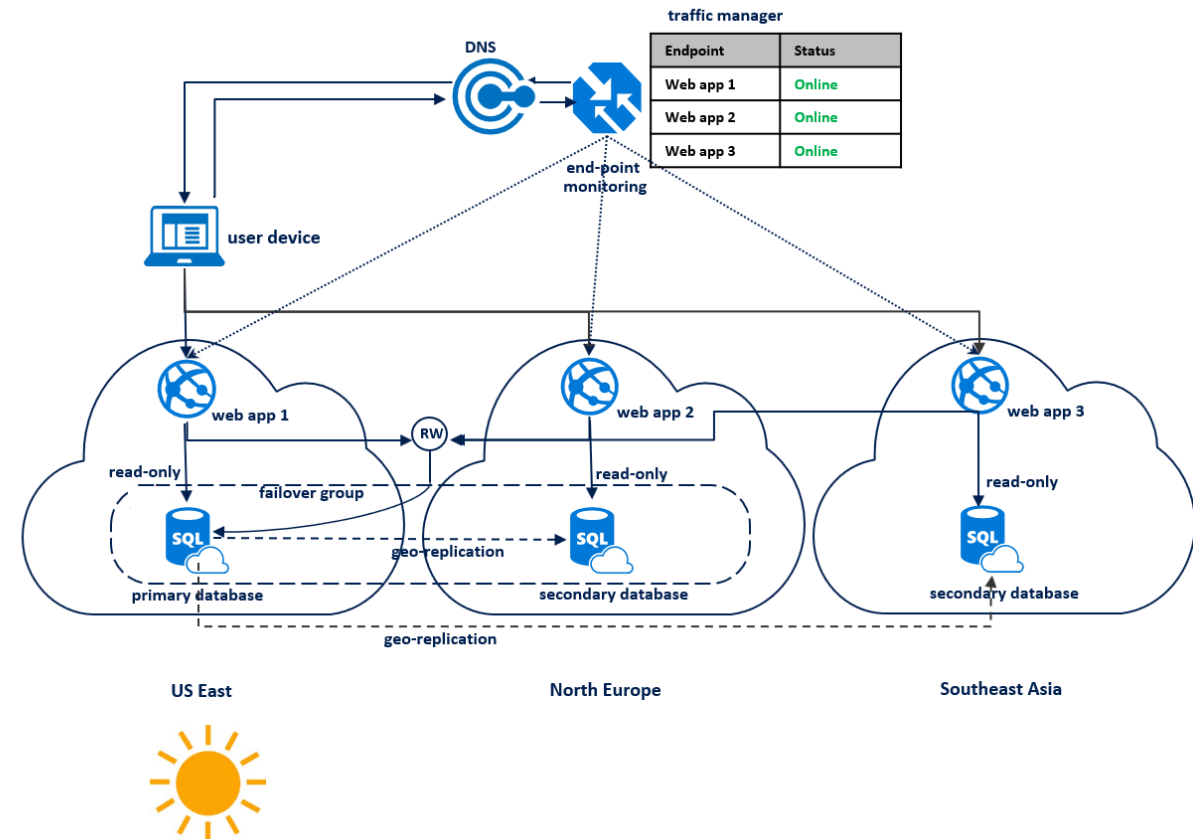 traffic manager
DNS
Endpoint Status
Web app 1 Online
Web app 2 Online
Web app 3 Online
end-point
monitoring
user device
web app 1
web app 2
web app 3
RW
read-only
read-only
read-only
failover group
SQL
SQL
SQL
geo-replication
primary database
secondary database
secondary database
geo-replication
US East
North Europe
Southeast Asia